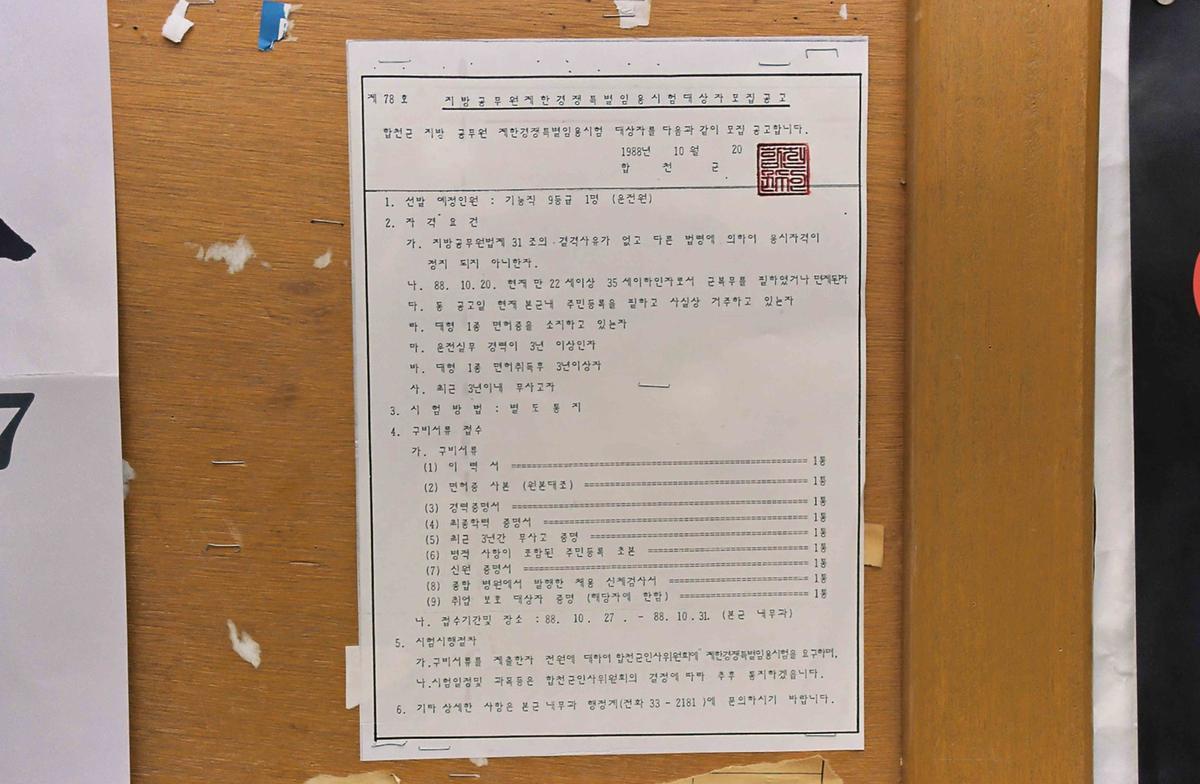 제 78 호 지방공무원제한경쟁특별임용시험대상자모집공고
합천군 지방 공무원 제한경쟁특별임용시험 대상자를 다음과 같이 모집 공고합니다.
1988년 10 월 20
합 천 군
1. 선발 예정인원 : 기능직 9등급 1명 (운전원)
2. 자 격 요 건
가. 지방공무원법제 31 조의 결격사유가 없고 다른 법령에 의하여 응시자격이
정지 되지 아니한자.
나. 88. 10. 20. 현재 만 22 세이상 35 세이하인자로서 군복무를 필하였거나 면제된자
다. 동 공고일 현재 본군내 주민등록을 필하고 사실상 거주하고 있는자
라. 대형 1종 면허증을 소지하고 있는자
마. 운전실무 경력이 3년 이상인자
바. 대형 1종 면허취득후 3년이상자
사. 최근 3년이내 무사고자
3. 시 험 방 법 : 별 도 통 지
4. 구비서류 접수
가. 구비서류
(1) 이 력 서 ======== 1통
(2) 면허증 사본 (원본대조) ======== 1통
(3) 경력증명서 ======== 1통
(4) 최종학력 증명서 ======== 1통
(5) 최근 3년간 무사고 증명 ======== 1통
(6) 병적 사항이 포함된 주민등록 초본 ======== 1통
(7) 신원 증명서 ======== 1통
(8) 종합 병원에서 발행한 채용 신체검사서 ======== 1통
(9) 취업 보호 대상자 증명 (해당자에 한함) ======== 1통
나. 접수기간및 장소 : 88. 10. 27. - 88. 10. 31. (본군 내무과)
5. 시험시행절차
가.구비서류를 제출한자 전원에 대하여 합천군인사위원회에 제한경쟁특별임용시험을 요구하며,
나.시험일정및 과목등은 합천군인사위원회의 결정에 따라 추후 통지하겠습니다.
6. 기타 상세한 사항은 본군 내무과 행정계(전화 33 - 2181 )에 문의하시기 바랍니다.